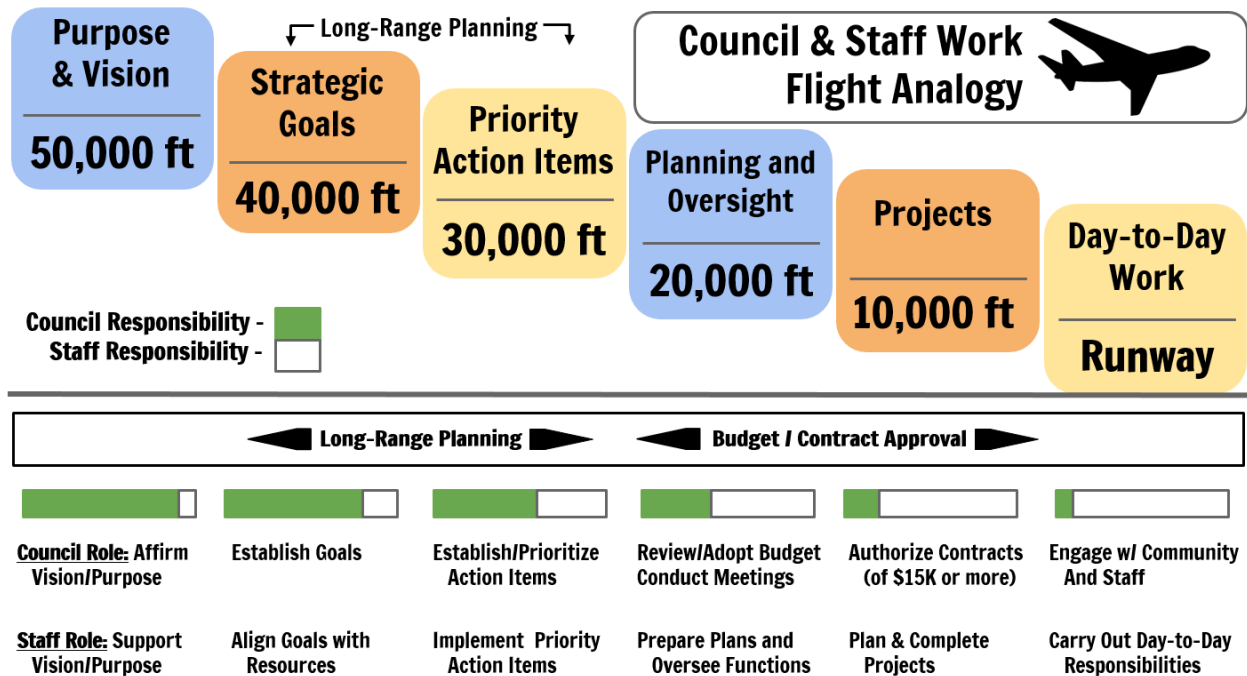 Purpose
& Vision
50,000 ft
Long-Range Planning
Strategic
Goals
40,000 ft
Priority
Action Items
30,000 ft
Council & Staff Work
Flight Analogy
Planning and
Oversight
20,000 ft
Projects
10,000 ft
Day-to-Day
Work
Runway
Council Responsibility -
Staff Responsibility -
Long-Range Planning
Budget / Contract Approval
Council Role: Affirm
Vision/Purpose
Establish Goals
Establish/Prioritize
Action Items
Review/Adopt Budget
Conduct Meetings
Authorize Contracts
(of $15K or more)
Engage w/ Community
And Staff
Staff Role: Support
Vision/Purpose
Align Goals with
Resources
Implement Priority
Action Items
Prepare Plans and
Oversee Functions
Plan & Complete
Projects
Carry Out Day-to-Day
Responsibilities